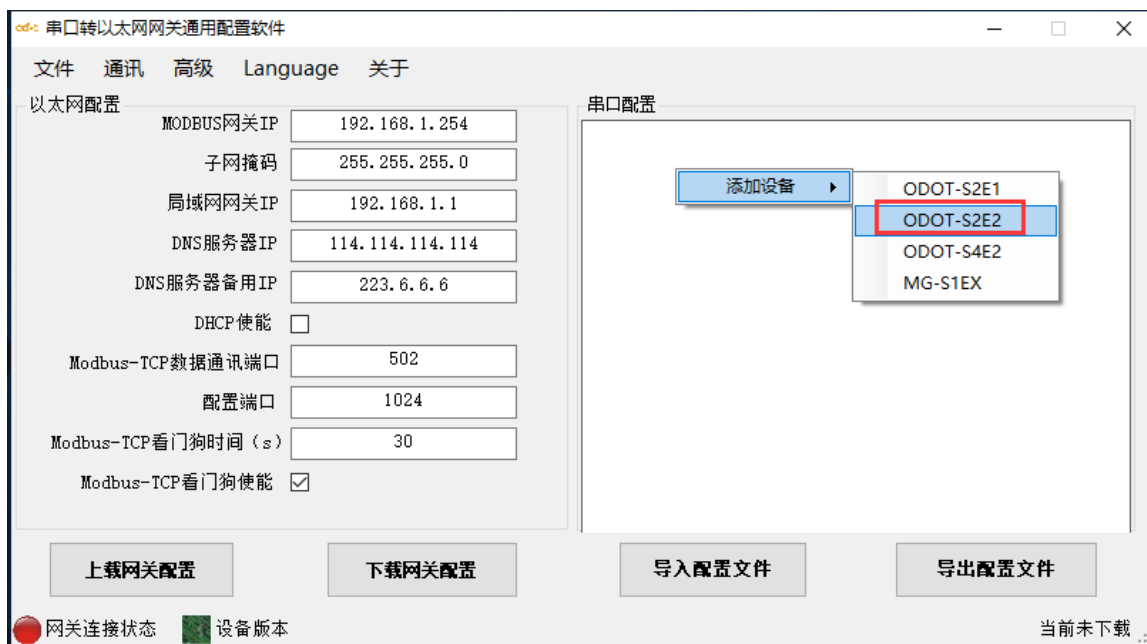 串口转以太网网关通用配置软件
文件 通讯 高级 Language 关于
以太网配置
MODBUS网关IP 192.168.1.254
子网掩码 255.255.255.0
局域网网关IP 192.168.1.1
DNS服务器IP 114.114.114.114
DNS服务器备用IP 223.6.6.6
DHCP使能
Modbus-TCP数据通讯端口 502
配置端口 1024
Modbus-TCP看门狗时间(s) 30
Modbus-TCP看门狗使能
串口配置
添加设备
ODOT-S2E1
ODOT-S2E2
ODOT-S4E2
MG-S1EX
上载网关配置 下载网关配置 导入配置文件 导出配置文件
网关连接状态 设备版本 当前未下载